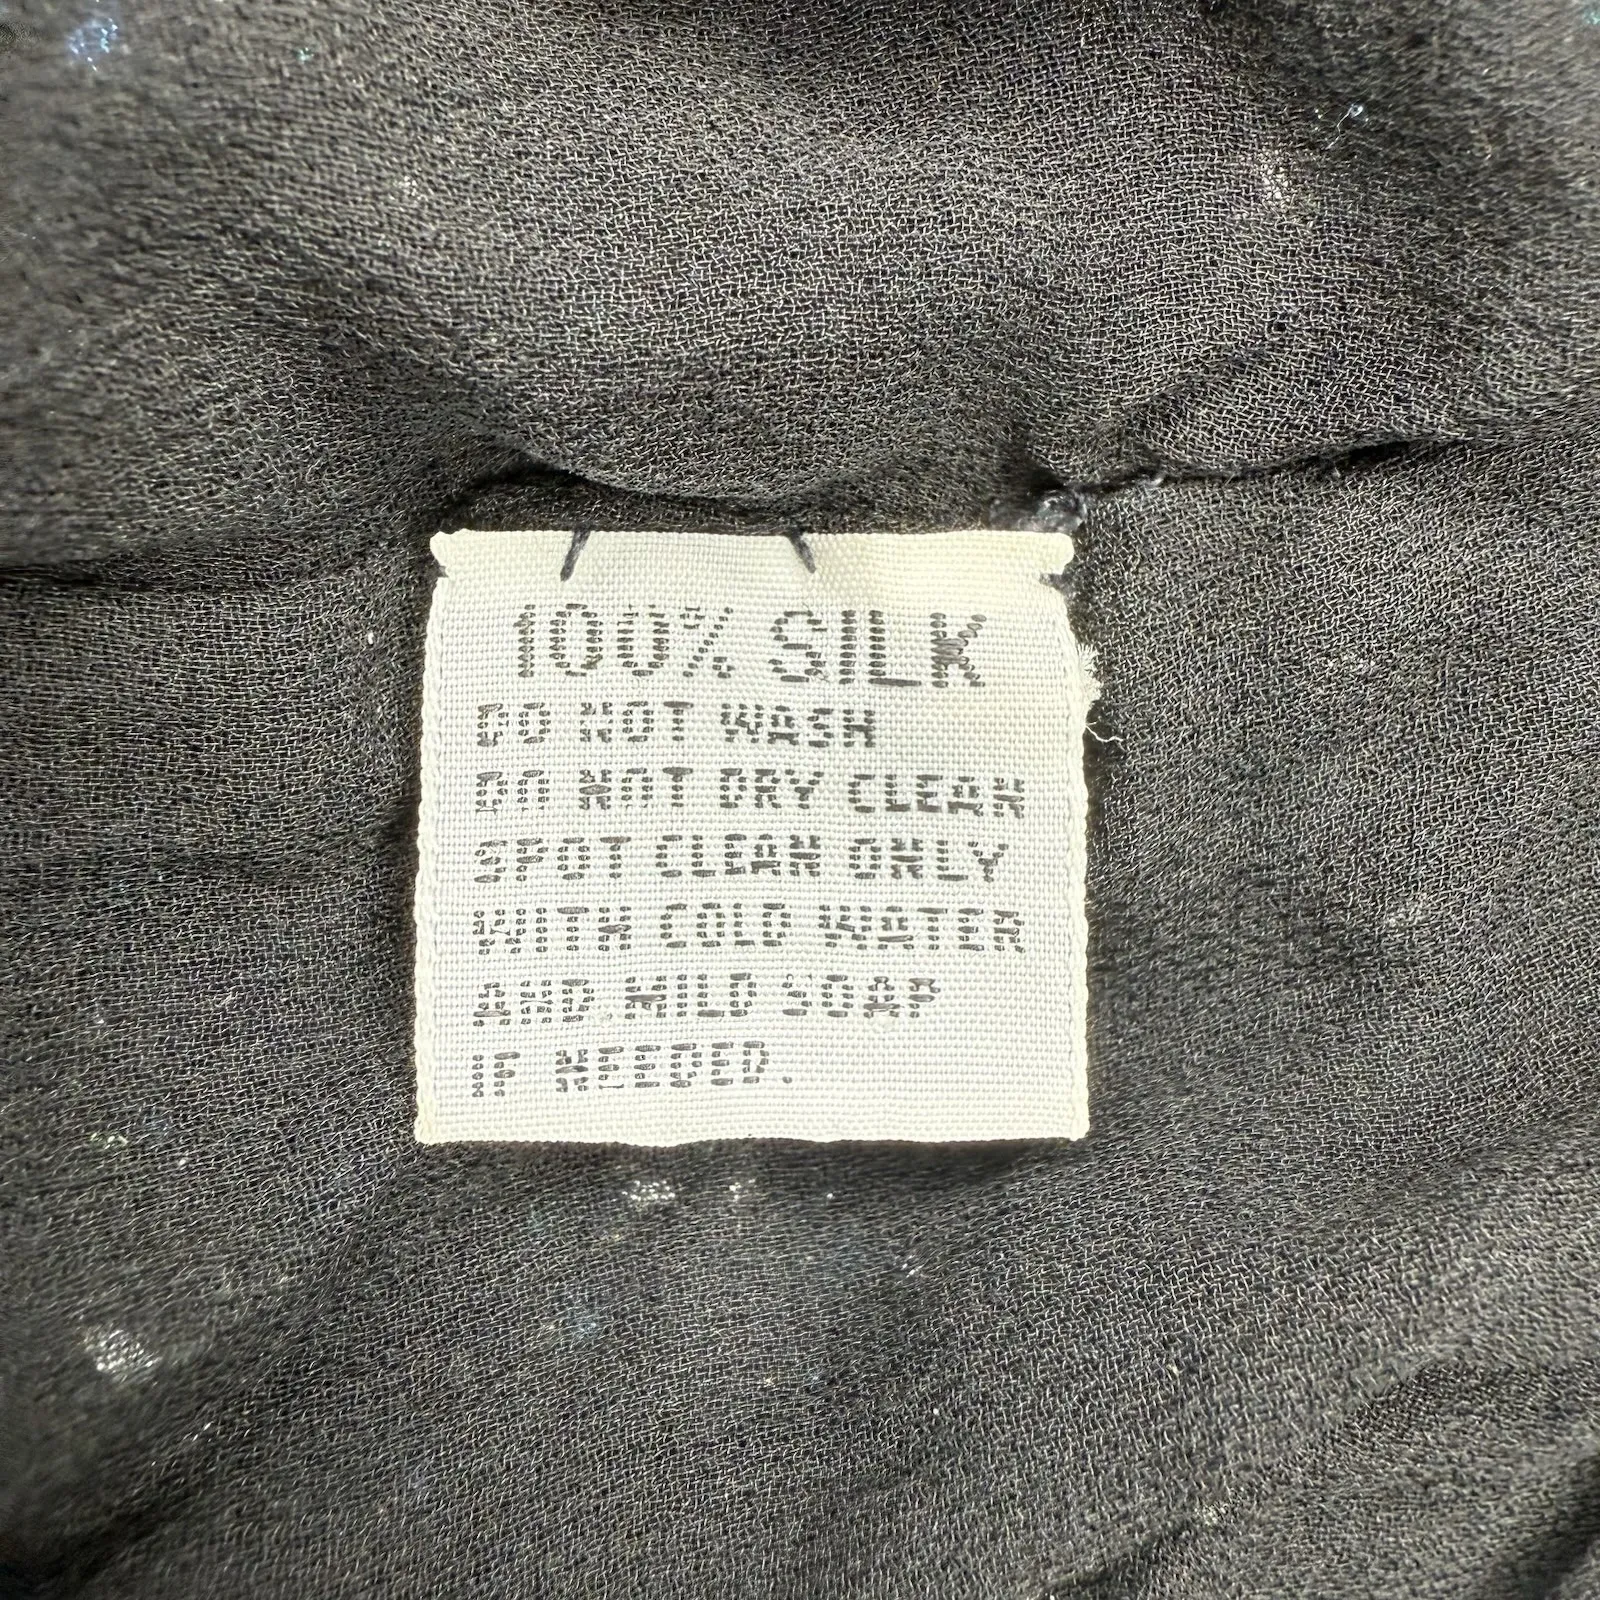 100% SILK
DO NOT WASH
DO NOT DRY CLEAN
SPOT CLEAN ONLY
WITH COLD WATER
AND MILD SOAP
IF NEEDED.